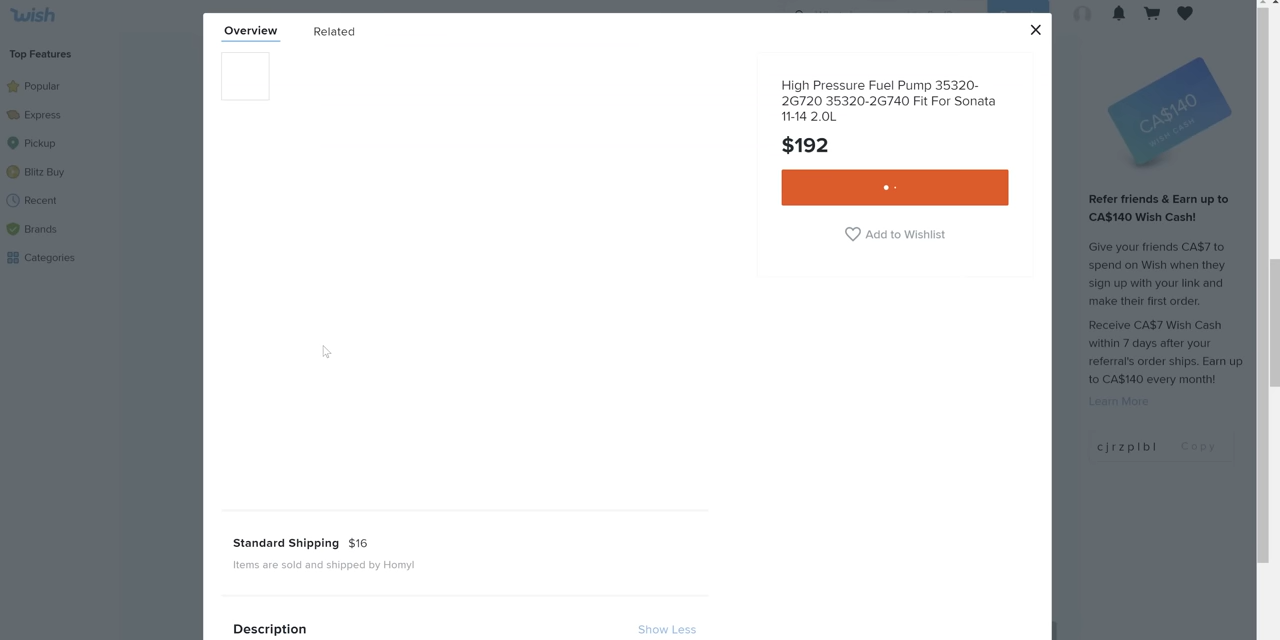 wish
Overview
Related
Top Features
Popular
Express
Pickup
Blitz Buy
Recent
Brands
Categories
High Pressure Fuel Pump 35320-
2G720 35320-2G740 Fit For Sonata
11-14 2.0L
$192
Add to Wishlist
CA$140
WISH CASH
Refer friends & Earn up to
CA$140 Wish Cash!
Give your friends CA$7 to
spend on Wish when they
sign up with your link and
make their first order.
Receive CA$7 Wish Cash
within 7 days after your
referral's order ships. Earn up
to CA$140 every month!
Learn More
cjrzplbl Copy
Standard Shipping $16
Items are sold and shipped by Homyl
Description
Show Less